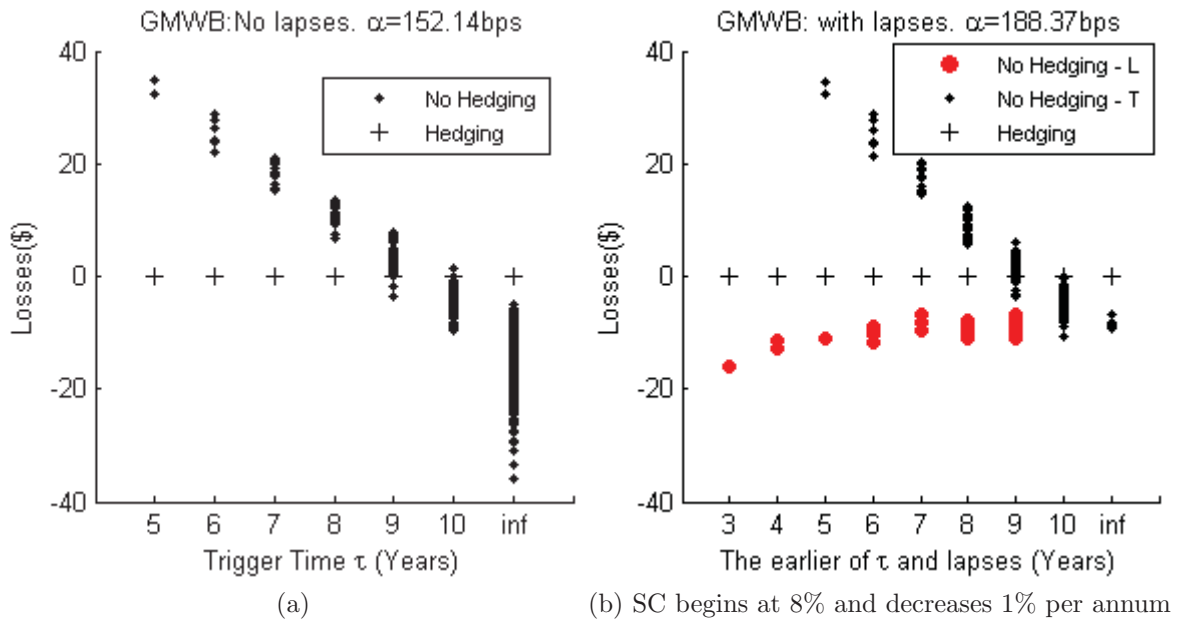 GMWB:No lapses. α=152.14bps
40
20
0
-20
-40
Losses($)
No Hedging
Hedging
5 6 7 8 9 10 inf
Trigger Time τ (Years)
(a)
GMWB: with lapses. α=188.37bps
40
20
0
-20
-40
Losses($)
No Hedging - L
No Hedging - T
Hedging
3 4 5 6 7 8 9 10 inf
The earlier of τ and lapses (Years)
(b) SC begins at 8% and decreases 1% per annum